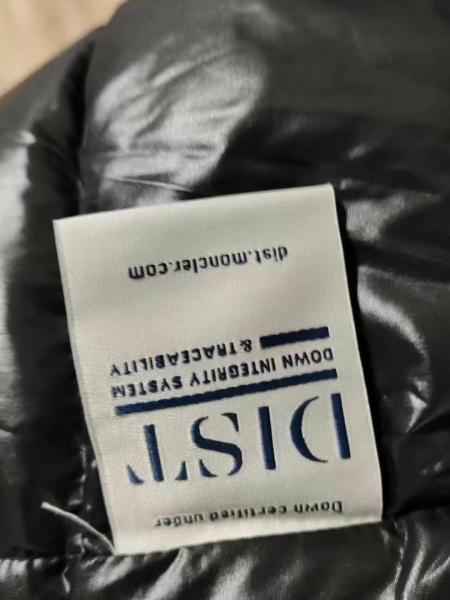 Down certified under
DIST
DOWN INTEGRITY SYSTEM
& TRACEABILITY
dist.moncler.com